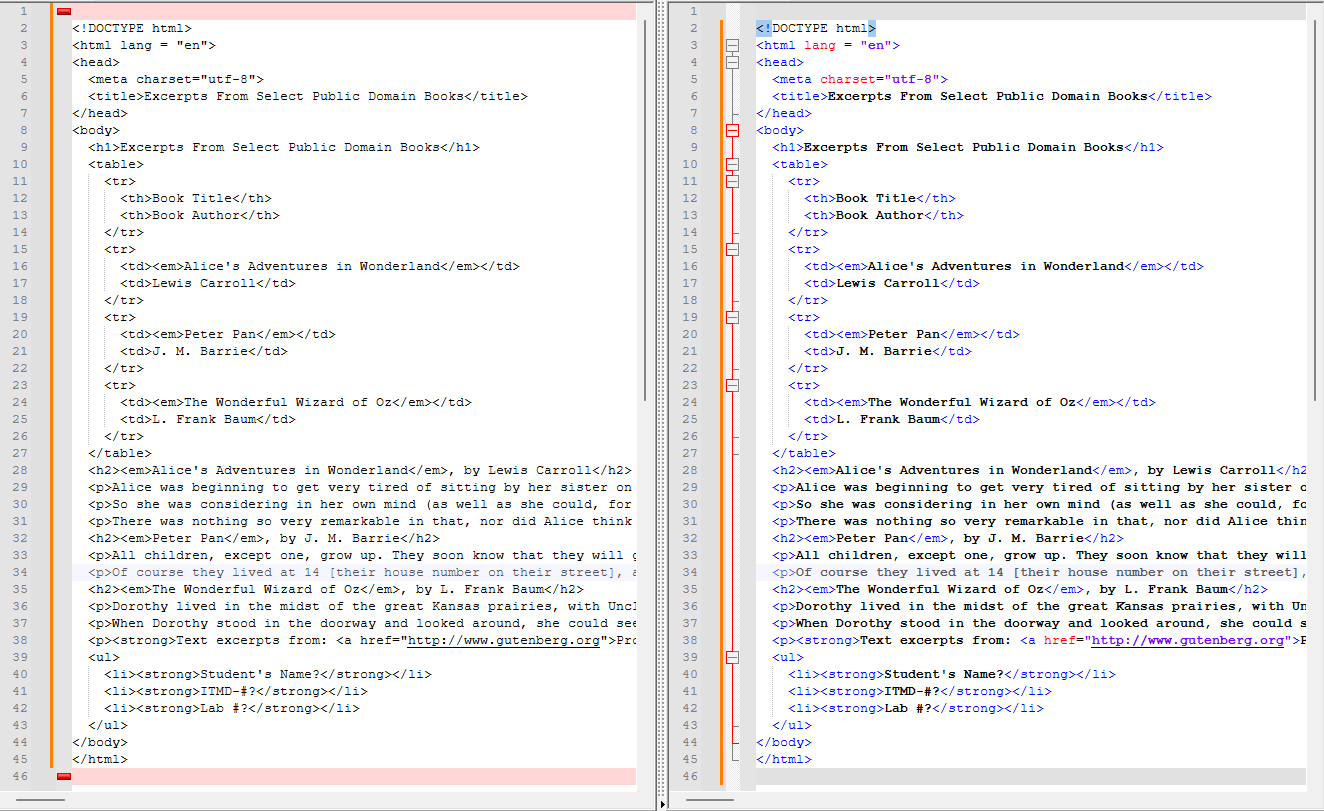 1
2 <!DOCTYPE html>
3 <html lang = "en">
4 <head>
5 <meta charset="utf-8">
6 <title>Excerpts From Select Public Domain Books</title>
7 </head>
8 <body>
9 <h1>Excerpts From Select Public Domain Books</h1>
10 <table>
11 <tr>
12 <th>Book Title</th>
13 <th>Book Author</th>
14 </tr>
15 <tr>
16 <td><em>Alice's Adventures in Wonderland</em></td>
17 <td>Lewis Carroll</td>
18 </tr>
19 <tr>
20 <td><em>Peter Pan</em></td>
21 <td>J. M. Barrie</td>
22 </tr>
23 <tr>
24 <td><em>The Wonderful Wizard of Oz</em></td>
25 <td>L. Frank Baum</td>
26 </tr>
27 </table>
28 <h2><em>Alice's Adventures in Wonderland</em>, by Lewis Carroll</h2>
29 <p>Alice was beginning to get very tired of sitting by her sister on
30 <p>So she was considering in her own mind (as well as she could, for
31 <p>There was nothing so very remarkable in that, nor did Alice think
32 <h2><em>Peter Pan</em>, by J. M. Barrie</h2>
33 <p>All children, except one, grow up. They soon know that they will g
34 <p>Of course they lived at 14 [their house number on their street], a
35 <h2><em>The Wonderful Wizard of Oz</em>, by L. Frank Baum</h2>
36 <p>Dorothy lived in the midst of the great Kansas prairies, with Uncl
37 <p>When Dorothy stood in the doorway and looked around, she could see
38 <p><strong>Text excerpts from: <a href="http://www.gutenberg.org">Pro
39 <ul>
40 <li><strong>Student's Name?</strong></li>
41 <li><strong>ITMD-#?</strong></li>
42 <li><strong>Lab #?</strong></li>
43 </ul>
44 </body>
45 </html>
46
1
2 <!DOCTYPE html>
3 <html lang = "en">
4 <head>
5 <meta charset="utf-8">
6 <title>Excerpts From Select Public Domain Books</title>
7 </head>
8 <body>
9 <h1>Excerpts From Select Public Domain Books</h1>
10 <table>
11 <tr>
12 <th>Book Title</th>
13 <th>Book Author</th>
14 </tr>
15 <tr>
16 <td><em>Alice's Adventures in Wonderland</em></td>
17 <td>Lewis Carroll</td>
18 </tr>
19 <tr>
20 <td><em>Peter Pan</em></td>
21 <td>J. M. Barrie</td>
22 </tr>
23 <tr>
24 <td><em>The Wonderful Wizard of Oz</em></td>
25 <td>L. Frank Baum</td>
26 </tr>
27 </table>
28 <h2><em>Alice's Adventures in Wonderland</em>, by Lewis Carroll</h2
29 <p>Alice was beginning to get very tired of sitting by her sister o
30 <p>So she was considering in her own mind (as well as she could, fo
31 <p>There was nothing so very remarkable in that, nor did Alice thin
32 <h2><em>Peter Pan</em>, by J. M. Barrie</h2>
33 <p>All children, except one, grow up. They soon know that they will
34 <p>Of course they lived at 14 [their house number on their street],
35 <h2><em>The Wonderful Wizard of Oz</em>, by L. Frank Baum</h2>
36 <p>Dorothy lived in the midst of the great Kansas prairies, with Un
37 <p>When Dorothy stood in the doorway and looked around, she could s
38 <p><strong>Text excerpts from: <a href="http://www.gutenberg.org">P
39 <ul>
40 <li><strong>Student's Name?</strong></li>
41 <li><strong>ITMD-#?</strong></li>
42 <li><strong>Lab #?</strong></li>
43 </ul>
44 </body>
45 </html>
46